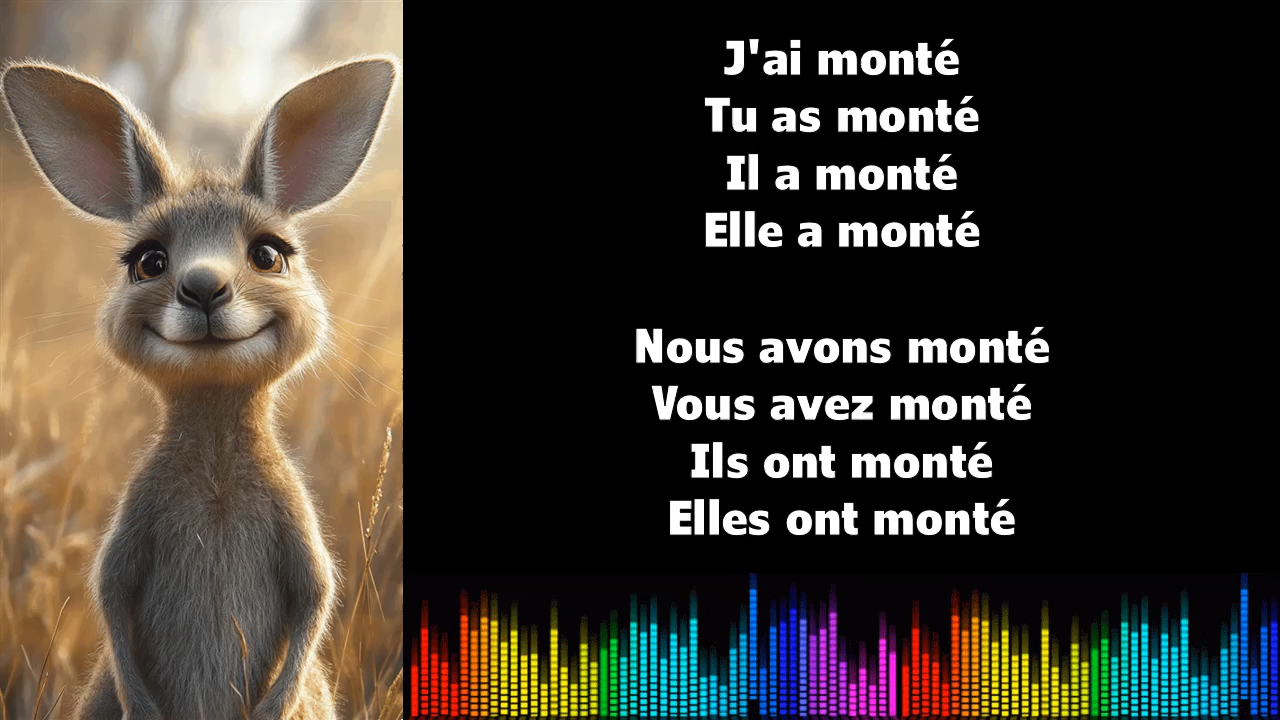 J'ai monté
Tu as monté
Il a monté
Elle a monté
Nous avons monté
Vous avez monté
Ils ont monté
Elles ont monté